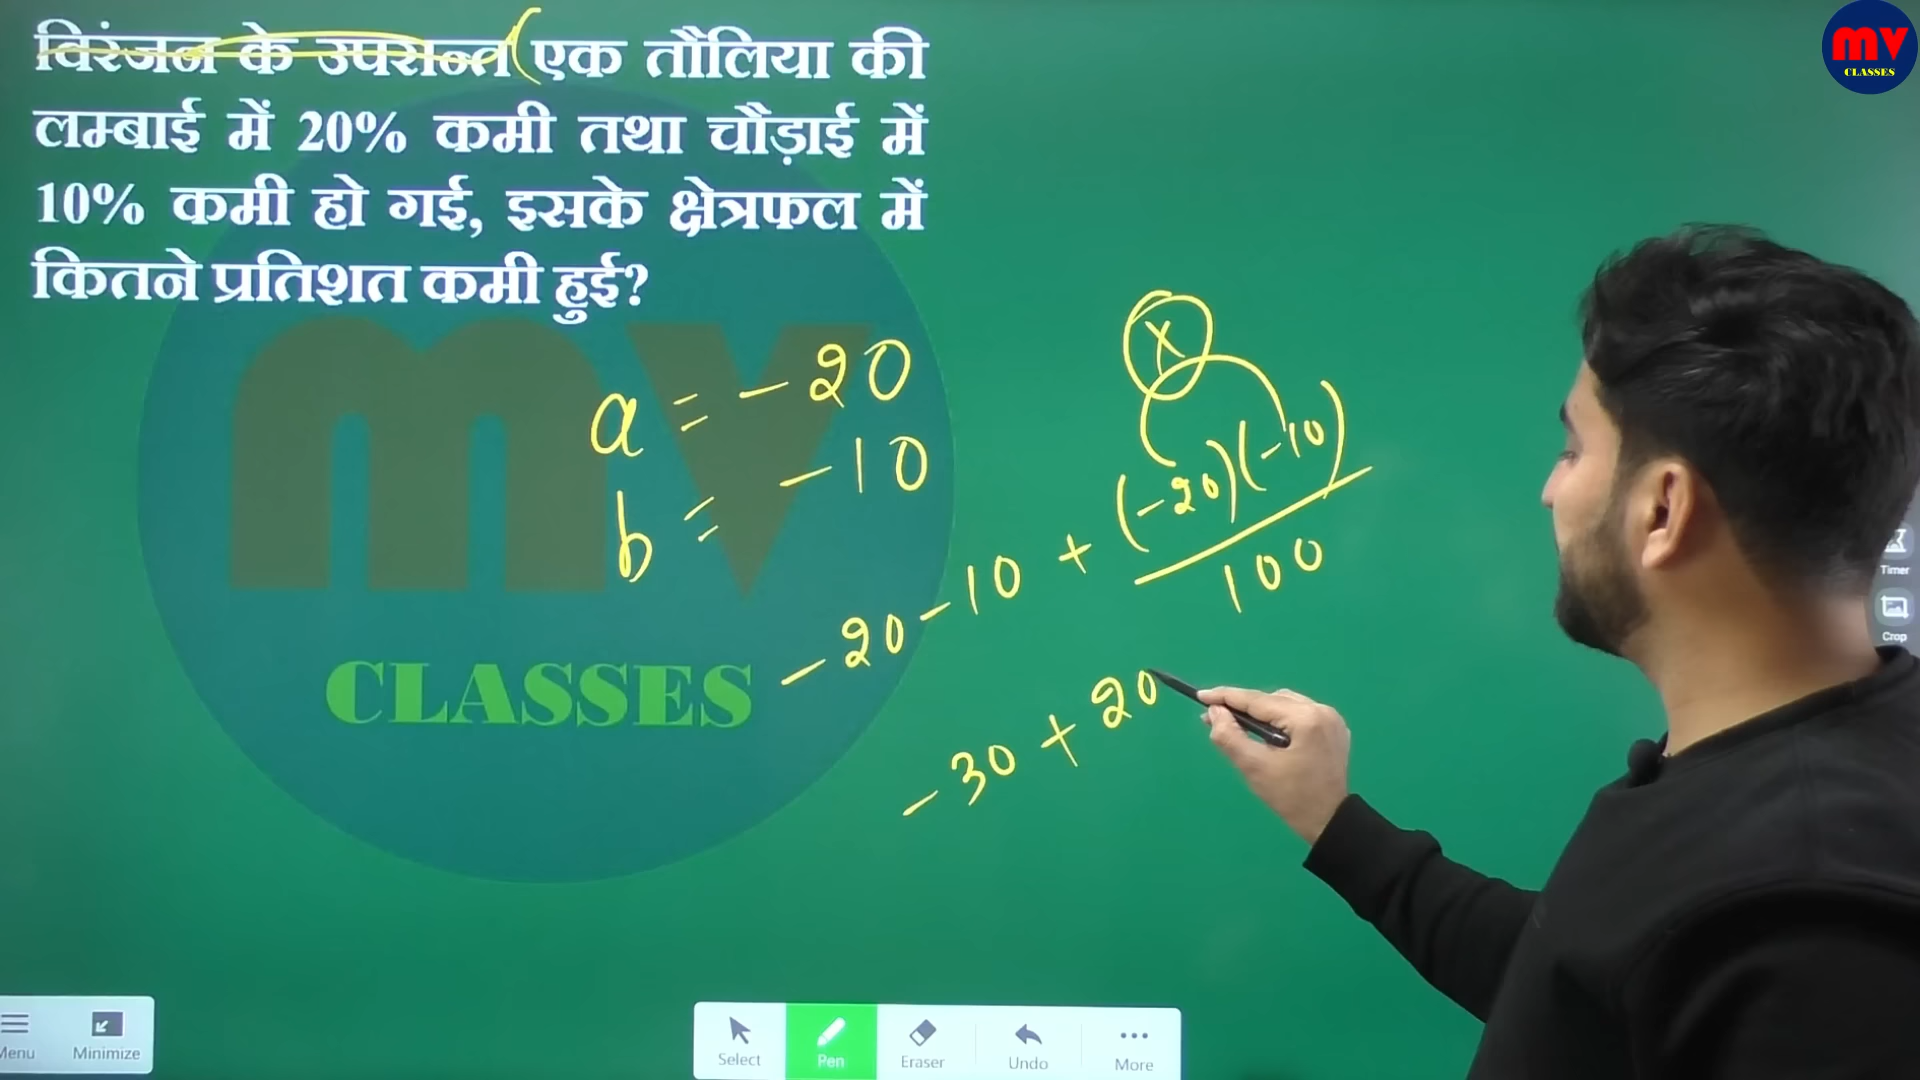 विरंजन के उपरान्त (एक तौलिया की
लम्बाई में 20% कमी तथा चौड़ाई में
10% कमी हो गई, इसके क्षेत्रफल में
कितने प्रतिशत कमी हुई?
MV
CLASSES
a = -20
b = -10
x
-20 -10 + (-20)(-10)
100
-30 + 20
mv
CLASSES
Timer
Crop
Menu
Minimize
Select
Pen
Eraser
Undo
More